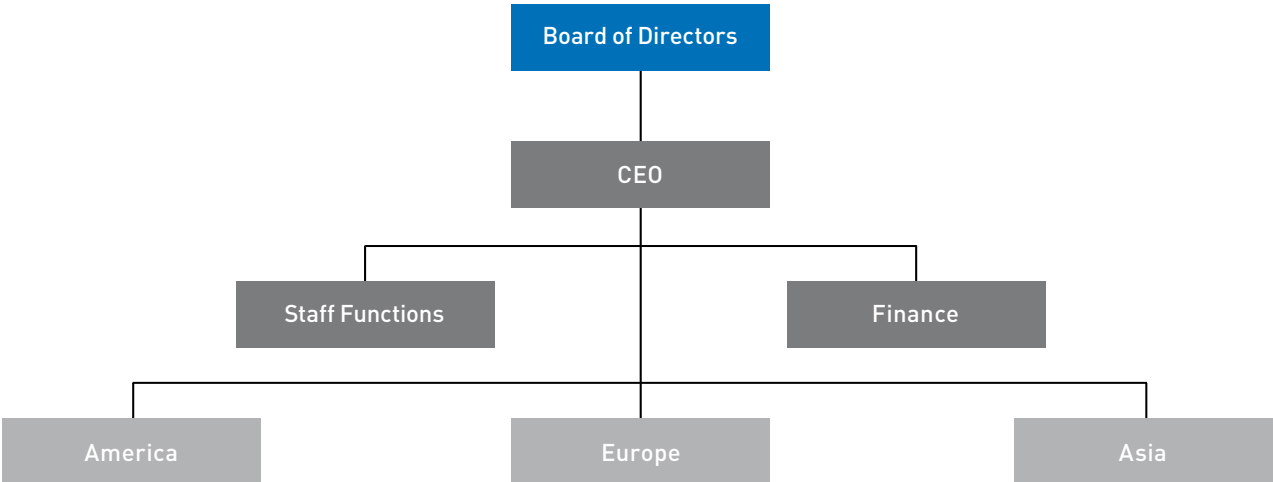 Board of Directors
CEO
Staff Functions
Finance
America
Europe
Asia